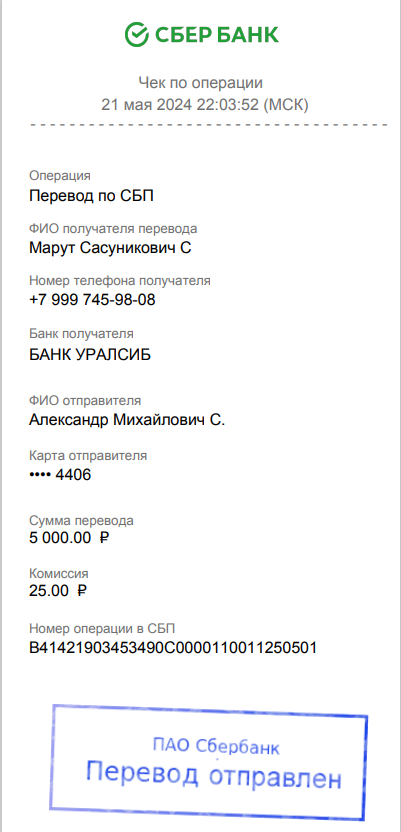 СБЕР БАНК
Чек по операции
21 мая 2024 22:03:52 (МСК)
Операция
Перевод по СБП
ФИО получателя перевода
Марут Сасуникович С
Номер телефона получателя
+7 999 745-98-08
Банк получателя
БАНК УРАЛСИБ
ФИО отправителя
Александр Михайлович С.
Карта отправителя
•••• 4406
Сумма перевода
5 000.00 ₽
Комиссия
25.00 ₽
Номер операции в СБП
B41421903453490C0000110011250501
ПАО Сбербанк
Перевод отправлен